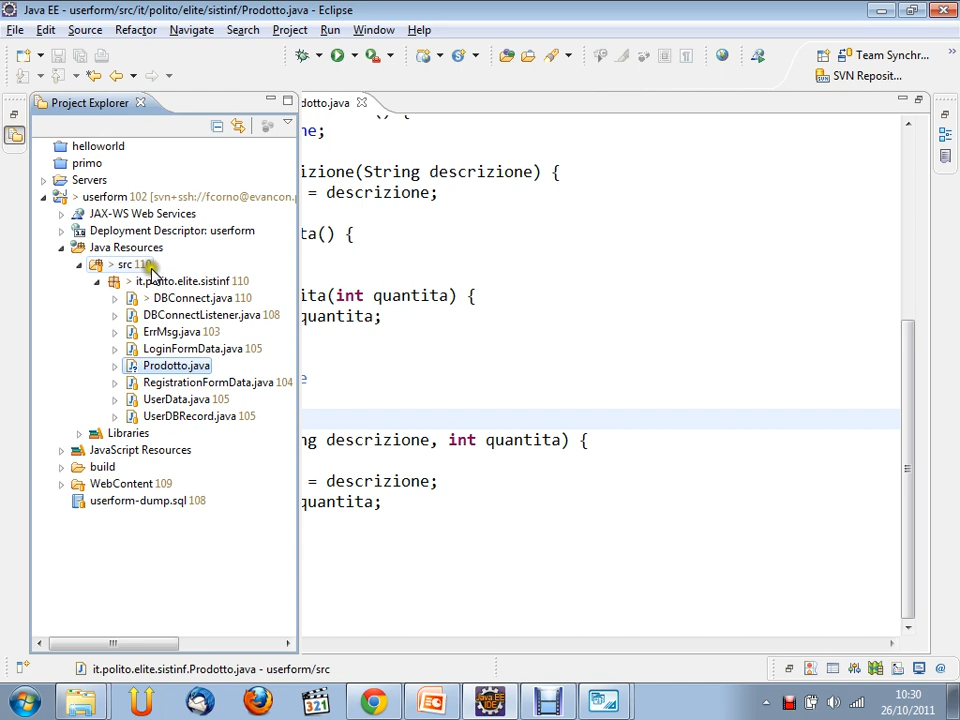 Java EE - userform/src/it/polito/elite/sistinf/Prodotto.java - Eclipse
File Edit Source Refactor Navigate Search Project Run Window Help
Team Synchr...
SVN Reposit...
Project Explorer
dotto.java
helloworld
primo
Servers
> userform 102 [svn+ssh://fcorno@evancon.p
JAX-WS Web Services
Deployment Descriptor: userform
Java Resources
> src 110
> it.polito.elite.sistinf 110
> DBConnect.java 110
DBConnectListener.java 108
ErrMsg.java 103
LoginFormData.java 105
Prodotto.java
RegistrationFormData.java 104
UserData.java 105
UserDBRecord.java 105
Libraries
JavaScript Resources
build
WebContent 109
userform-dump.sql 108
ne;
izione(String descrizione) {
= descrizione;
ta() {
ita(int quantita) {
quantita;
e
ng descrizione, int quantita) {
= descrizione;
quantita;
it.polito.elite.sistinf.Prodotto.java - userform/src
321
Java EE
IDE
10:30
26/10/2011